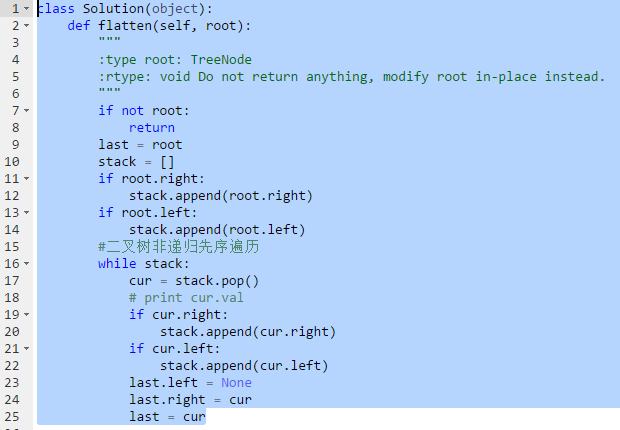 1 class Solution(object):
2     def flatten(self, root):
3         """
4         :type root: TreeNode
5         :rtype: void Do not return anything, modify root in-place instead.
6         """
7         if not root:
8             return
9         last = root
10         stack = []
11         if root.right:
12             stack.append(root.right)
13         if root.left:
14             stack.append(root.left)
15         #二叉树非递归先序遍历
16         while stack:
17             cur = stack.pop()
18             # print cur.val
19             if cur.right:
20                 stack.append(cur.right)
21             if cur.left:
22                 stack.append(cur.left)
23             last.left = None
24             last.right = cur
25             last = cur